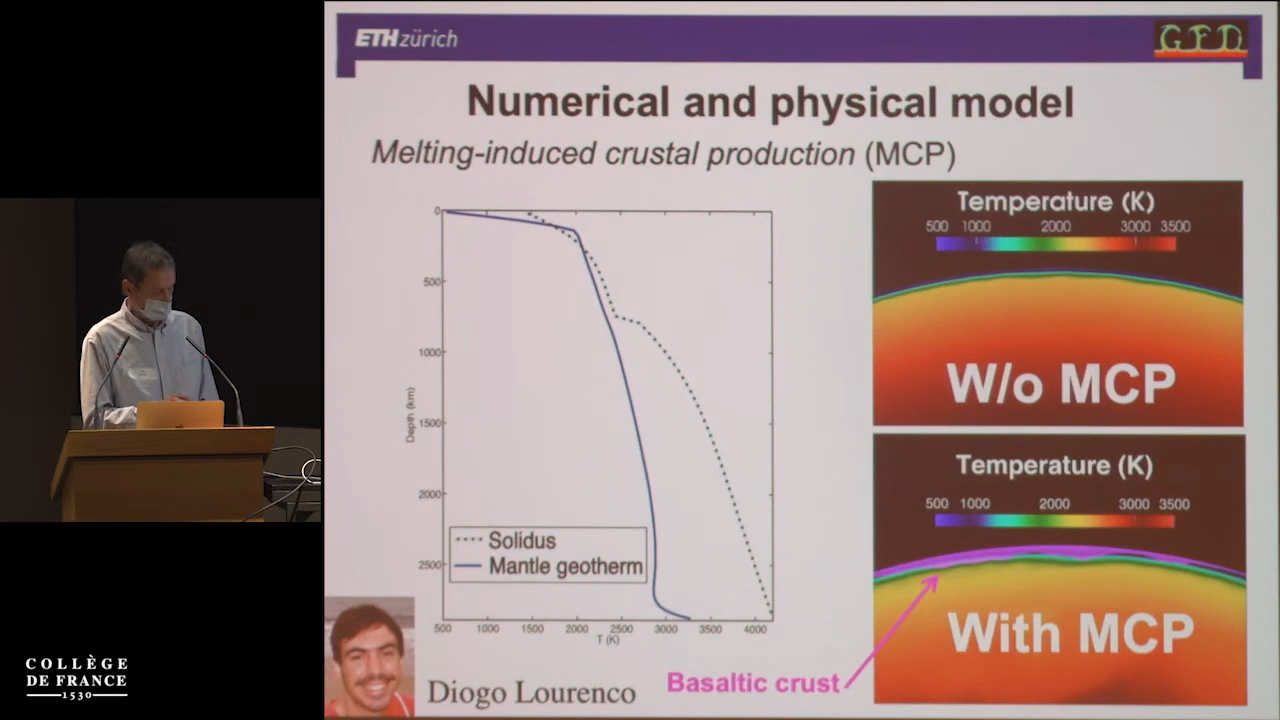 ETH zürich
GFD
Numerical and physical model
Melting-induced crustal production (MCP)
0
500
1000
1500
2000
2500
Depth (km)
Solidus
Mantle geotherm
500 1000 1500 2000 2500 3000 3500 4000
T (K)
Temperature (K)
500 1000 2000 3000 3500
W/o MCP
Temperature (K)
500 1000 2000 3000 3500
With MCP
Basaltic crust
Diogo Lourenco
COLLÈGE
DE FRANCE
1530